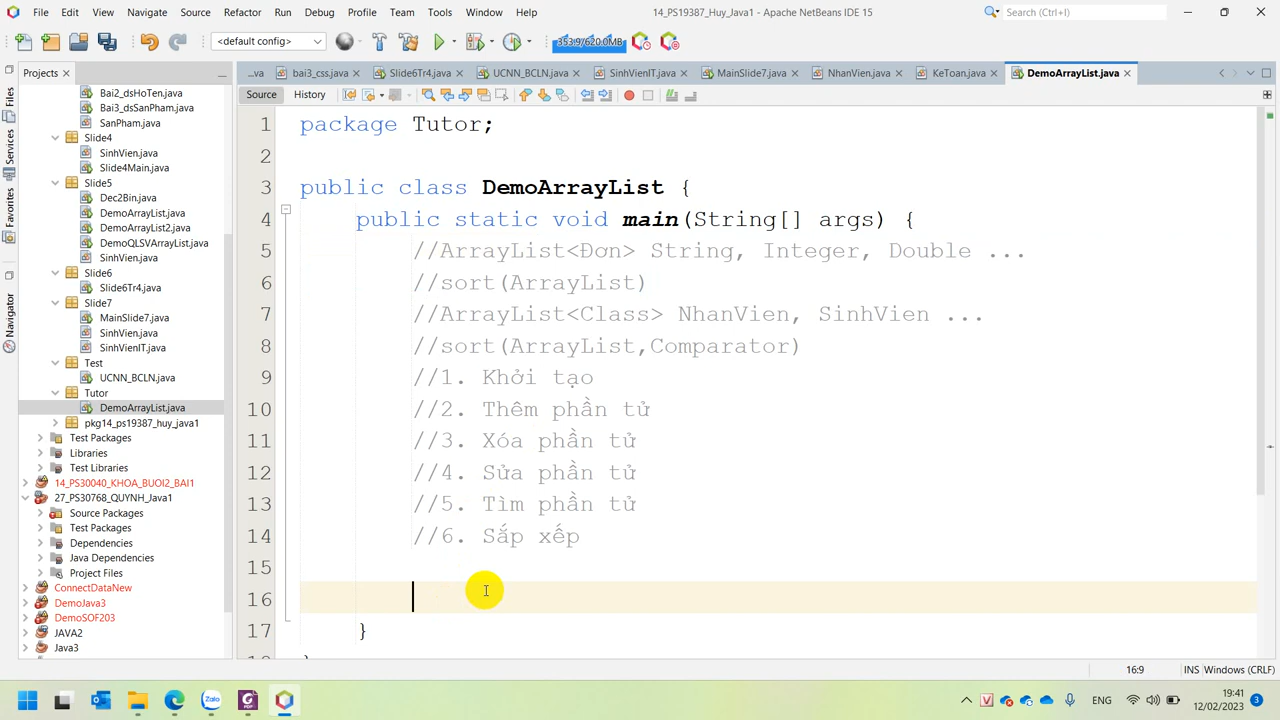 File Edit View Navigate Source Refactor Run Debug Profile Team Tools Window Help
14_PS19387_Huy_Java1 - Apache NetBeans IDE 15
Search (Ctrl+I)
<default config>
353.9/620.0MB
Projects
...va
bai3_css.java
Slide6Tr4.java
UCNN_BCLN.java
SinhVienIT.java
MainSlide7.java
NhanVien.java
KeToan.java
DemoArrayList.java
Source History
Files
Services
Favorites
Navigator
Bai2_dsHoTen.java
Bai3_dsSanPham.java
SanPham.java
Slide4
SinhVien.java
Slide4Main.java
Slide5
Dec2Bin.java
DemoArrayList.java
DemoArrayList2.java
DemoQLSVArrayList.java
SinhVien.java
Slide6
Slide6Tr4.java
Slide7
MainSlide7.java
SinhVien.java
SinhVienIT.java
Test
UCNN_BCLN.java
Tutor
DemoArrayList.java
pkg14_ps19387_huy_java1
Test Packages
Libraries
Test Libraries
14_PS30040_KHOA_BUOI2_BAI1
27_PS30768_QUYNH_Java1
Source Packages
Test Packages
Dependencies
Java Dependencies
Project Files
ConnectDataNew
DemoJava3
DemoSOF203
JAVA2
Java3
1 package Tutor;
2
3 public class DemoArrayList {
4 public static void main(String[] args) {
5 //ArrayList<Đơn> String, Integer, Double ...
6 //sort(ArrayList)
7 //ArrayList<Class> NhanVien, SinhVien ...
8 //sort(ArrayList,Comparator)
9 //1. Khởi tạo
10 //2. Thêm phần tử
11 //3. Xóa phần tử
12 //4. Sửa phần tử
13 //5. Tìm phần tử
14 //6. Sắp xếp
15
16
17 }
16:9
INS
Windows (CRLF)
Zalo
ENG
19:41
12/02/2023
3